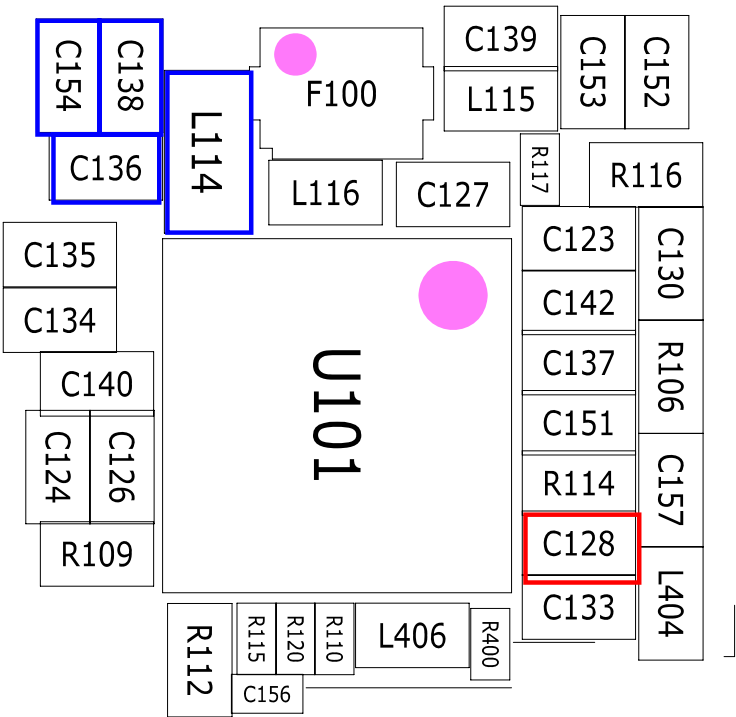 C154
C138
C136
L114
F100
C139
L115
C153
C152
L116
C127
R117
R116
C135
C134
C140
C124
C126
R109
U101
C123
C142
C137
C151
R114
C128
C133
C130
R106
C157
L404
R112
R115
R120
R110
L406
R400
C156